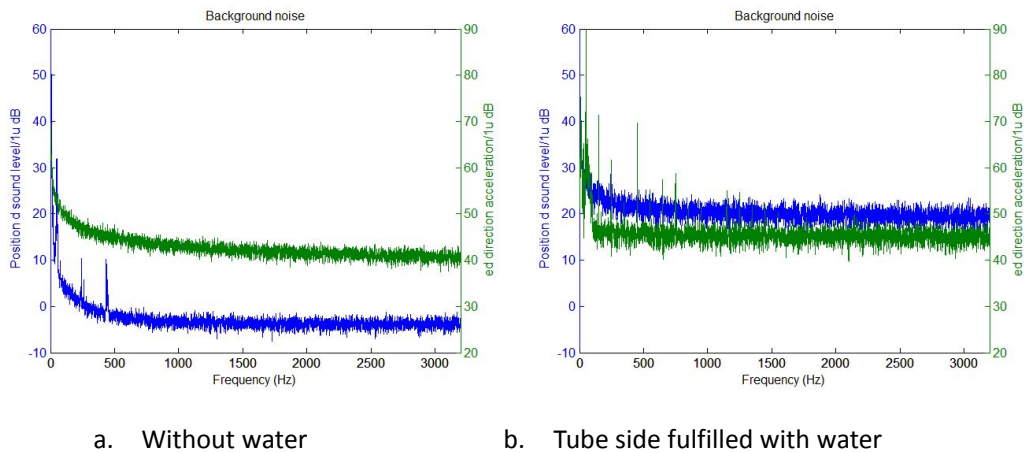 Background noise
60
50
40
30
20
10
0
-10
Position d sound level/1u dB
90
80
70
60
50
40
30
20
ed direction acceleration/1u dB
0 500 1000 1500 2000 2500 3000
Frequency (Hz)
Background noise
60
50
40
30
20
10
0
-10
Position d sound level/1u dB
90
80
70
60
50
40
30
20
ed direction acceleration/1u dB
0 500 1000 1500 2000 2500 3000
Frequency (Hz)
a. Without water
b. Tube side fulfilled with water